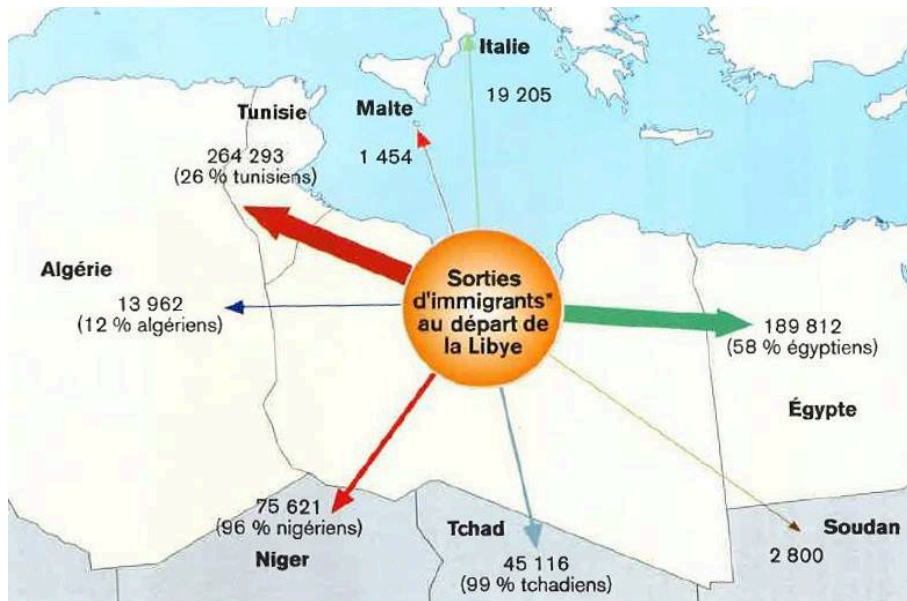 Italie
19 205
Malte
1 454
Tunisie
264 293
(26 % tunisiens)
Algérie
13 962
(12 % algériens)
Sorties
d'immigrants*
au départ de
la Libye
189 812
(58 % égyptiens)
Égypte
75 621
(96 % nigériens)
Niger
Tchad
45 116
(99 % tchadiens)
Soudan
2 800